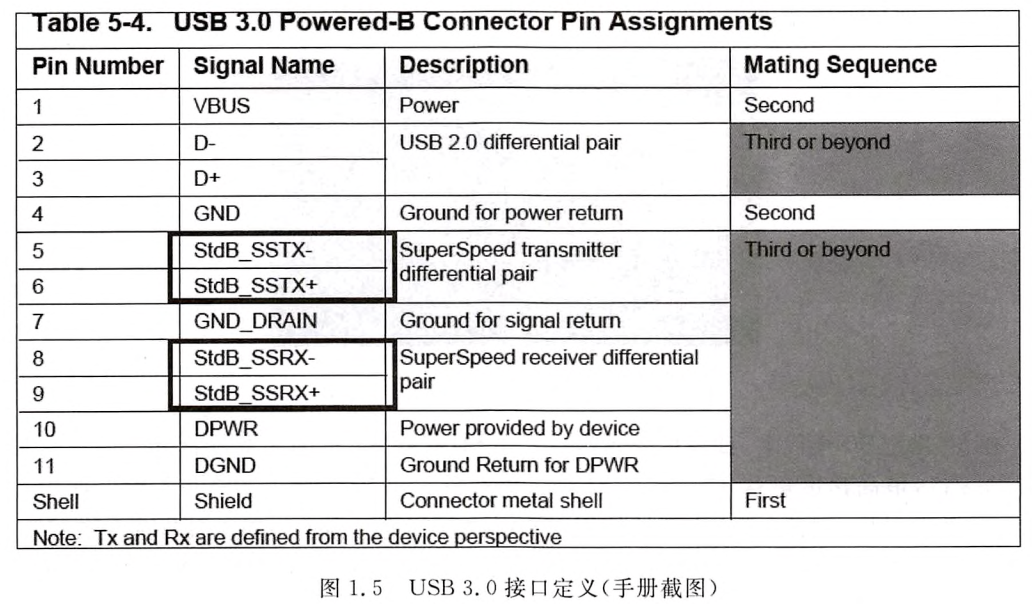 Table 5-4. USB 3.0 Powered-B Connector Pin Assignments
Pin Number Signal Name Description Mating Sequence
1 VBUS Power Second
2 D- USB 2.0 differential pair Third or beyond
3 D+
4 GND Ground for power return Second
5 StdB_SSTX- SuperSpeed transmitter differential pair Third or beyond
6 StdB_SSTX+
7 GND_DRAIN Ground for signal return
8 StdB_SSRX- SuperSpeed receiver differential pair
9 StdB_SSRX+
10 DPWR Power provided by device
11 DGND Ground Return for DPWR
Shell Shield Connector metal shell First
Note: Tx and Rx are defined from the device perspective
图 1.5 USB 3.0 接口定义(手册截图)